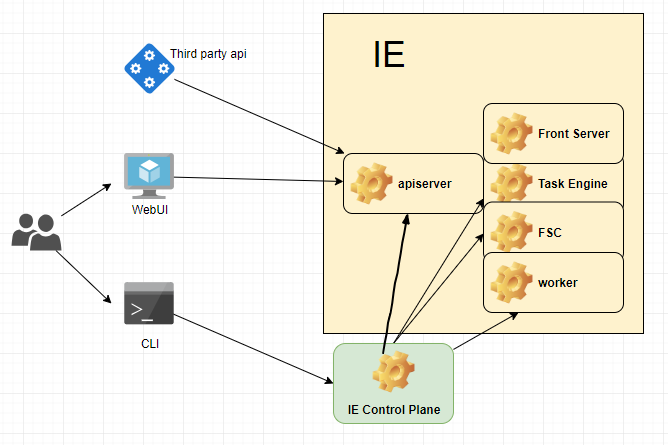 IE
Third party api
Front Server
apiserver
Task Engine
WebUI
FSC
worker
>_
CLI
IE Control Plane